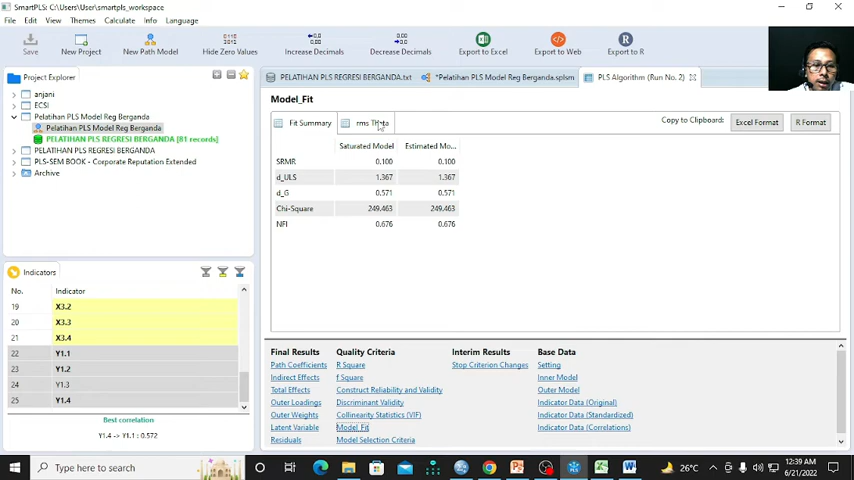 SmartPLS: C:\Users\User\smartpls_workspace
File Edit View Themes Calculate Info Language
Save New Project New Path Model Hide Zero Values Increase Decimals Decrease Decimals Export to Excel Export to Web Export to R
Project Explorer
anjani
ECSI
Pelatihan PLS Model Reg Berganda
Pelatihan PLS Model Reg Berganda
PELATIHAN PLS REGRESI BERGANDA [81 records]
PELATIHAN PLS REGRESI BERGANDA
PLS-SEM BOOK - Corporate Reputation Extended
Archive
Indicators
No. Indicator
19 X3.2
20 X3.3
21 X3.4
22 Y1.1
23 Y1.2
24 Y1.3
25 Y1.4
Best correlation
Y1.4 -> Y1.1 : 0.572
PELATIHAN PLS REGRESI BERGANDA.txt *Pelatihan PLS Model Reg Berganda.splsm PLS Algorithm (Run No. 2)
Model_Fit
Fit Summary rms Theta Copy to Clipboard: Excel Format R Format
Saturated Model Estimated Mo...
SRMR 0.100 0.100
d_ULS 1.367 1.367
d_G 0.571 0.571
Chi-Square 249.463 249.463
NFI 0.676 0.676
Final Results Quality Criteria Interim Results Base Data
Path Coefficients R Square Stop Criterion Changes Setting
Indirect Effects f Square Inner Model
Total Effects Construct Reliability and Validity Outer Model
Outer Loadings Discriminant Validity Indicator Data (Original)
Outer Weights Collinearity Statistics (VIF) Indicator Data (Standardized)
Latent Variable Model_Fit Indicator Data (Correlations)
Residuals Model Selection Criteria
Type here to search 26°C 12:39 AM
6/21/2022